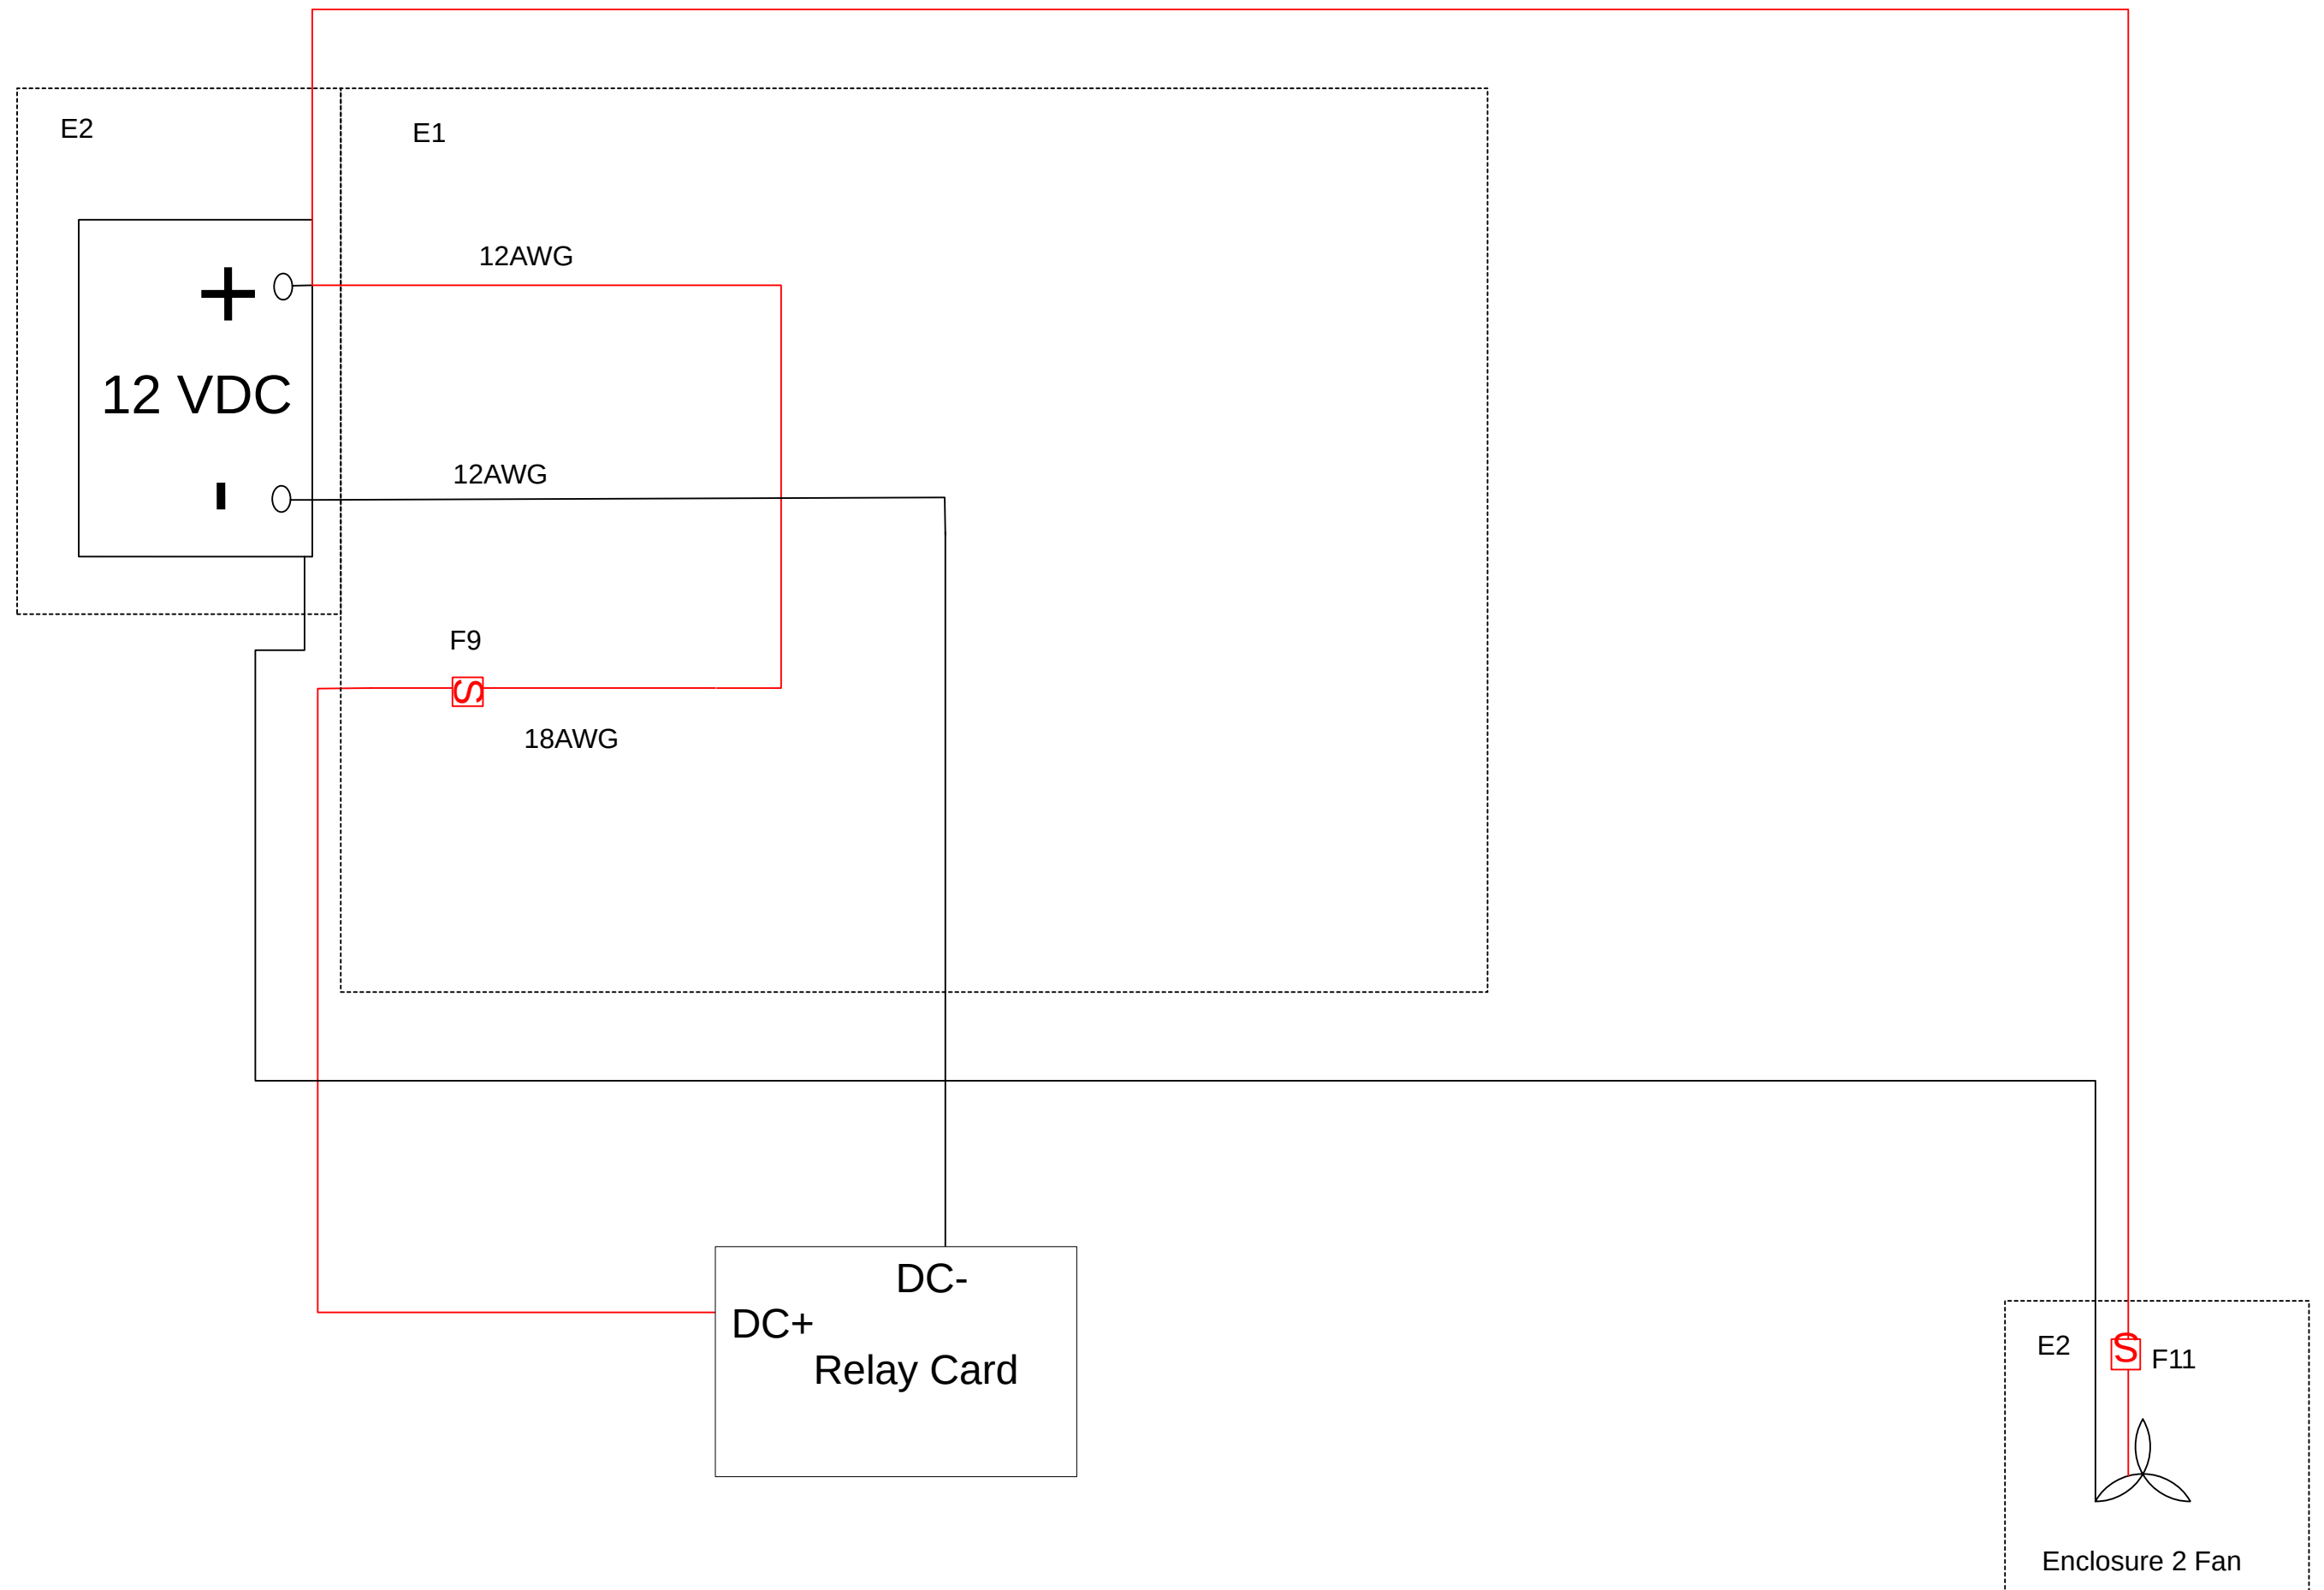 E2
E1
12AWG
+
12 VDC
12AWG
-
F9
S
18AWG
DC-
DC+
Relay Card
E2
S
F11
Enclosure 2 Fan